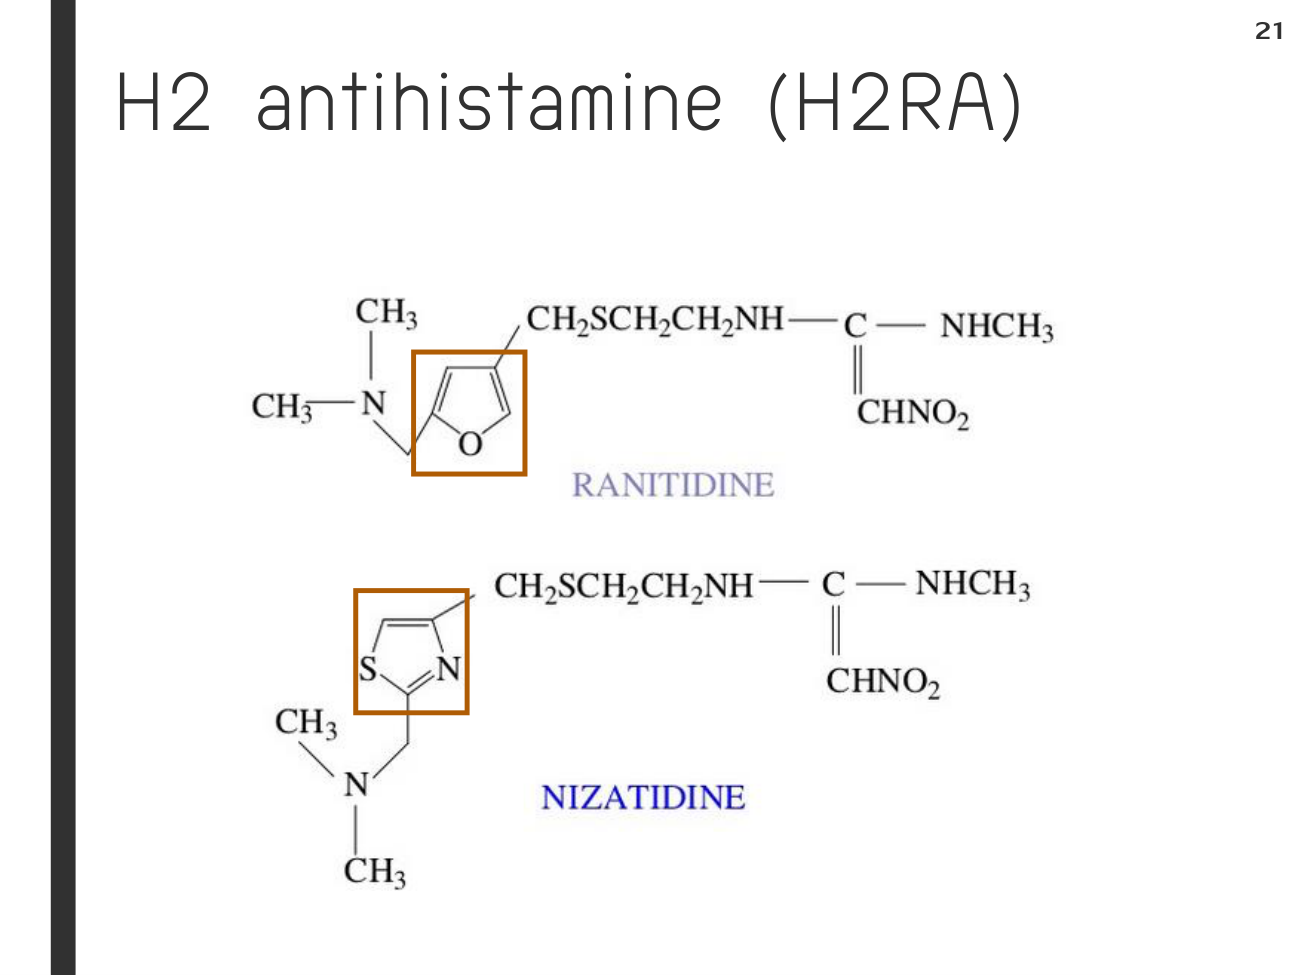 21
H2 antihistamine (H2RA)
CH3
CH2SCH2CH2NH — C — NHCH3
CH3 — N
CHNO2
O
RANITIDINE
CH2SCH2CH2NH — C — NHCH3
S N
CHNO2
CH3
N
NIZATIDINE
CH3